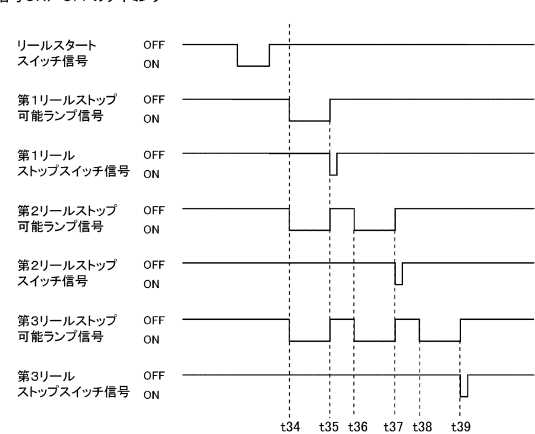 リールスタート OFF
スイッチ信号 ON
第1リールストップ OFF
可能ランプ信号 ON
第1リール OFF
ストップスイッチ信号 ON
第2リールストップ OFF
可能ランプ信号 ON
第2リールストップ OFF
スイッチ信号 ON
第3リールストップ OFF
可能ランプ信号 ON
第3リール OFF
ストップスイッチ信号 ON
t34 t35 t36 t37 t38 t39